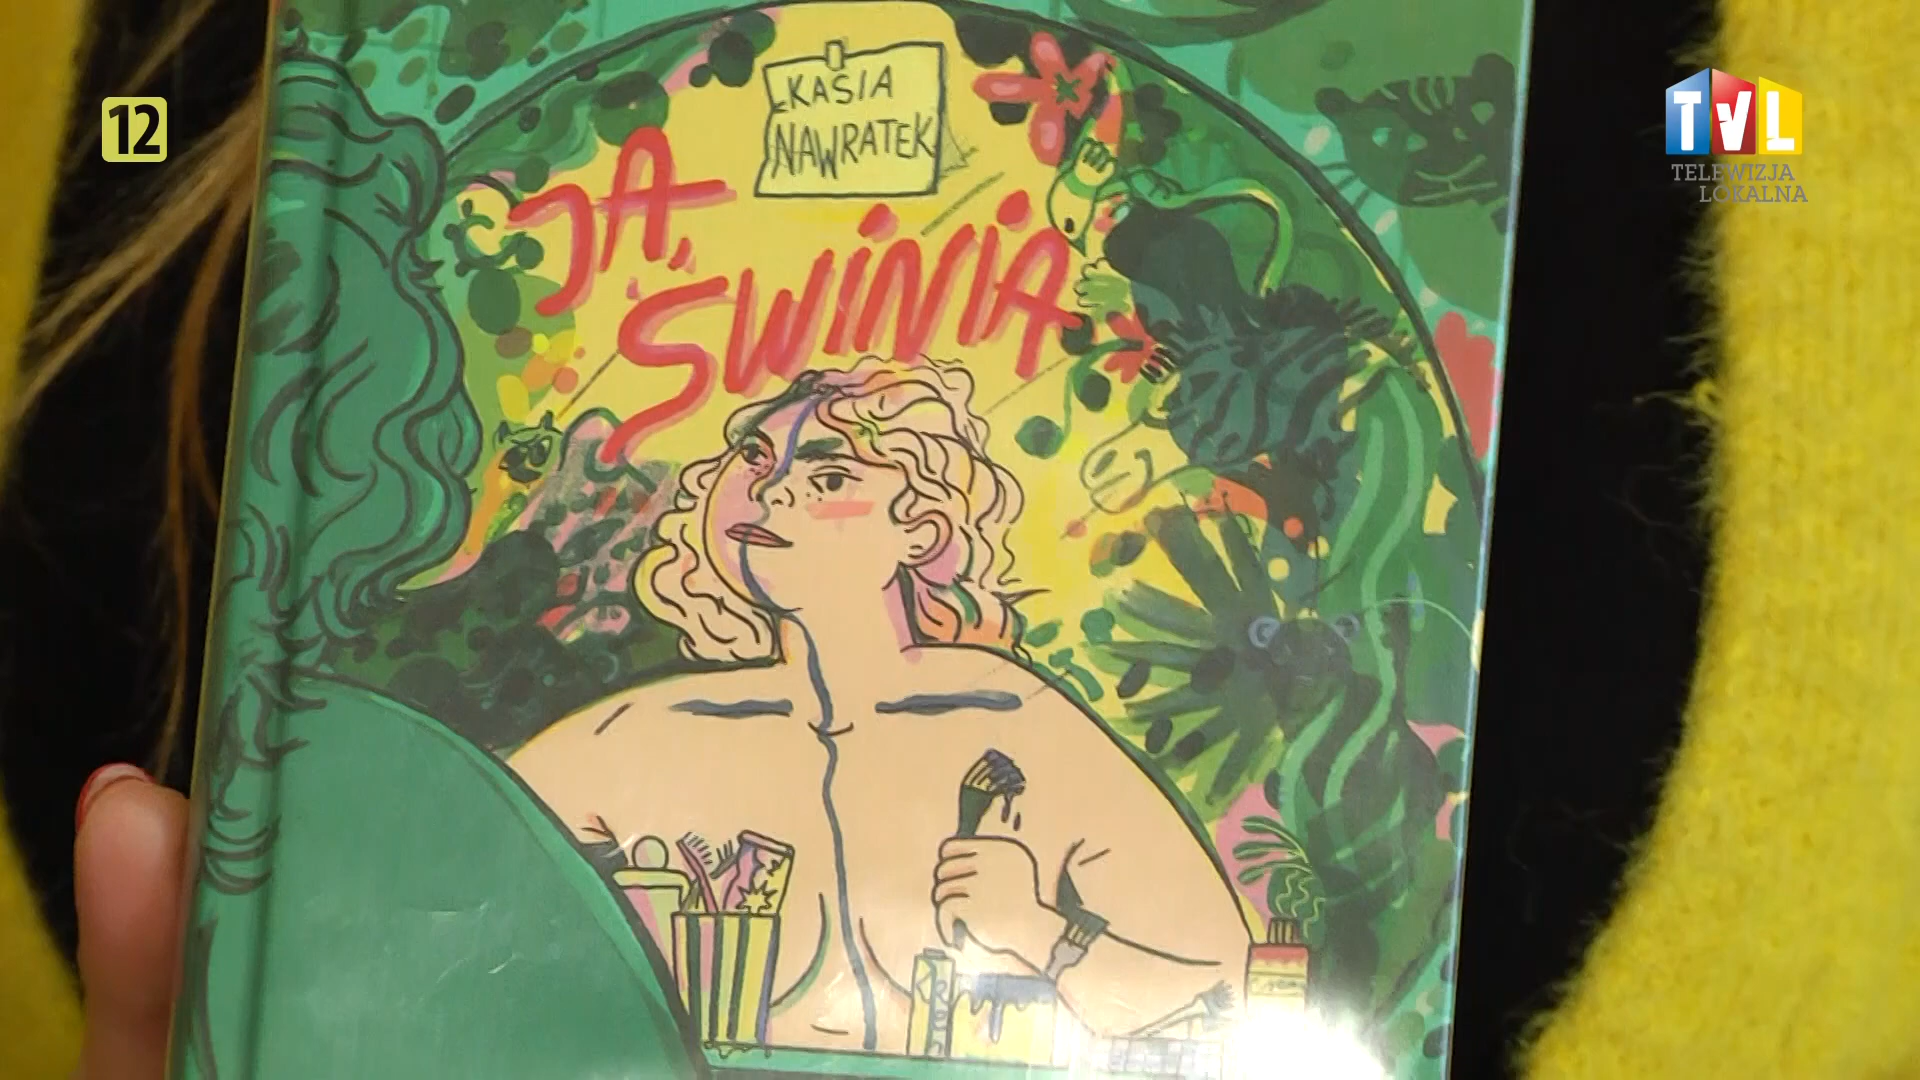 12
KASIA
NAWRATEK
JA,
ŚWINIA
TVL
TELEWIZJA
LOKALNA